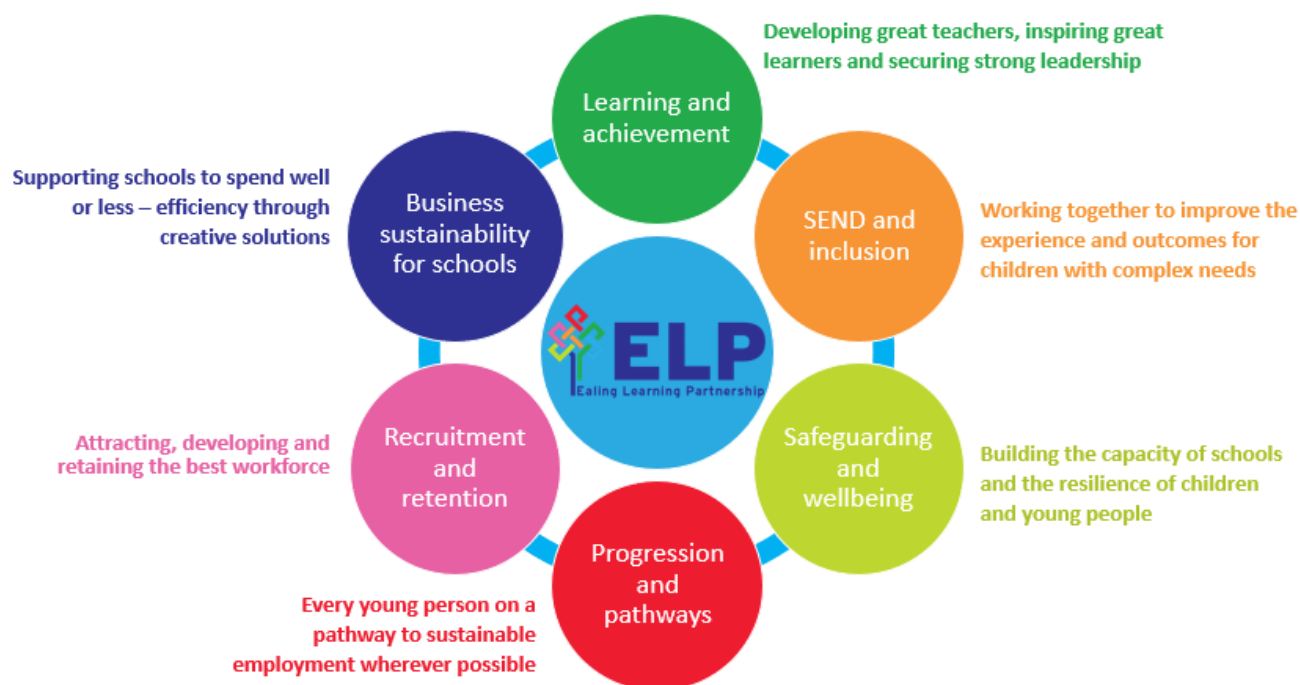 Developing great teachers, inspiring great
learners and securing strong leadership
Learning and
achievement
Supporting schools to spend well
or less – efficiency through
creative solutions
Business
sustainability
for schools
SEND and
inclusion
Working together to improve the
experience and outcomes for
children with complex needs
ELP
Ealing Learning Partnership
Attracting, developing and
retaining the best workforce
Recruitment
and
retention
Safeguarding
and
wellbeing
Building the capacity of schools
and the resilience of children
and young people
Progression
and
pathways
Every young person on a
pathway to sustainable
employment wherever possible